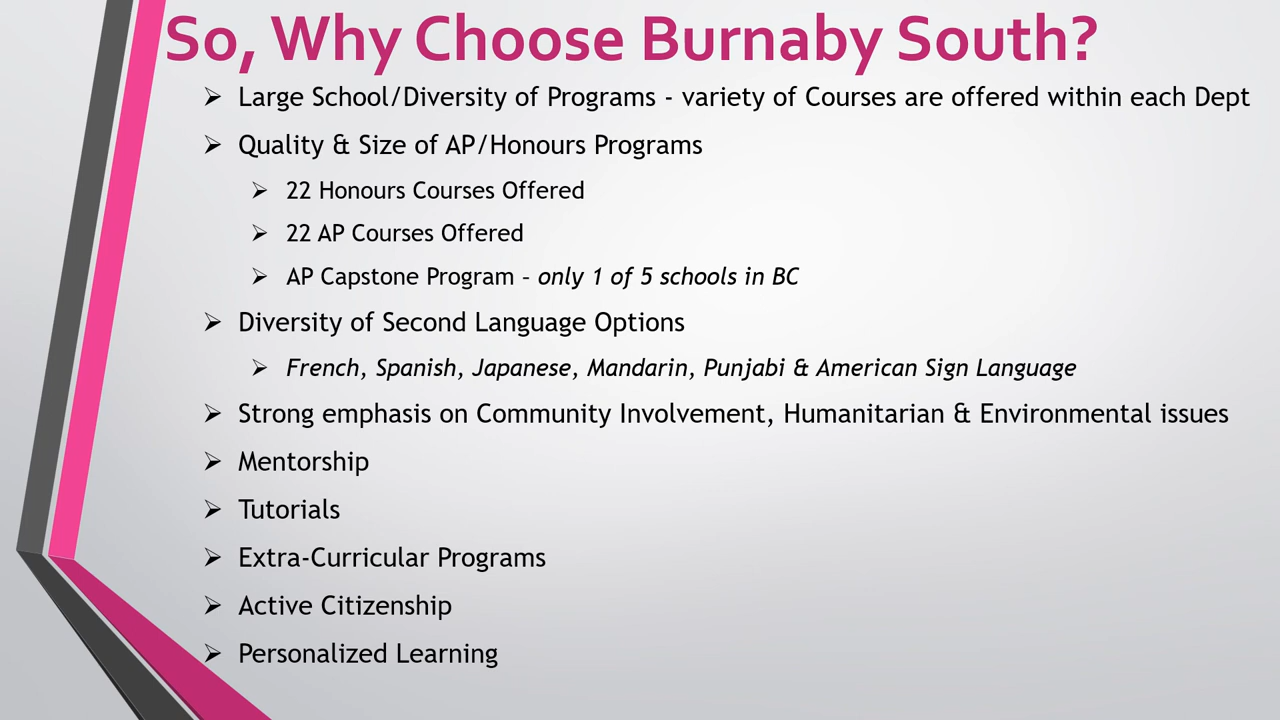 So, Why Choose Burnaby South?
Large School/Diversity of Programs - variety of Courses are offered within each Dept
Quality & Size of AP/Honours Programs
22 Honours Courses Offered
22 AP Courses Offered
AP Capstone Program – only 1 of 5 schools in BC
Diversity of Second Language Options
French, Spanish, Japanese, Mandarin, Punjabi & American Sign Language
Strong emphasis on Community Involvement, Humanitarian & Environmental issues
Mentorship
Tutorials
Extra-Curricular Programs
Active Citizenship
Personalized Learning